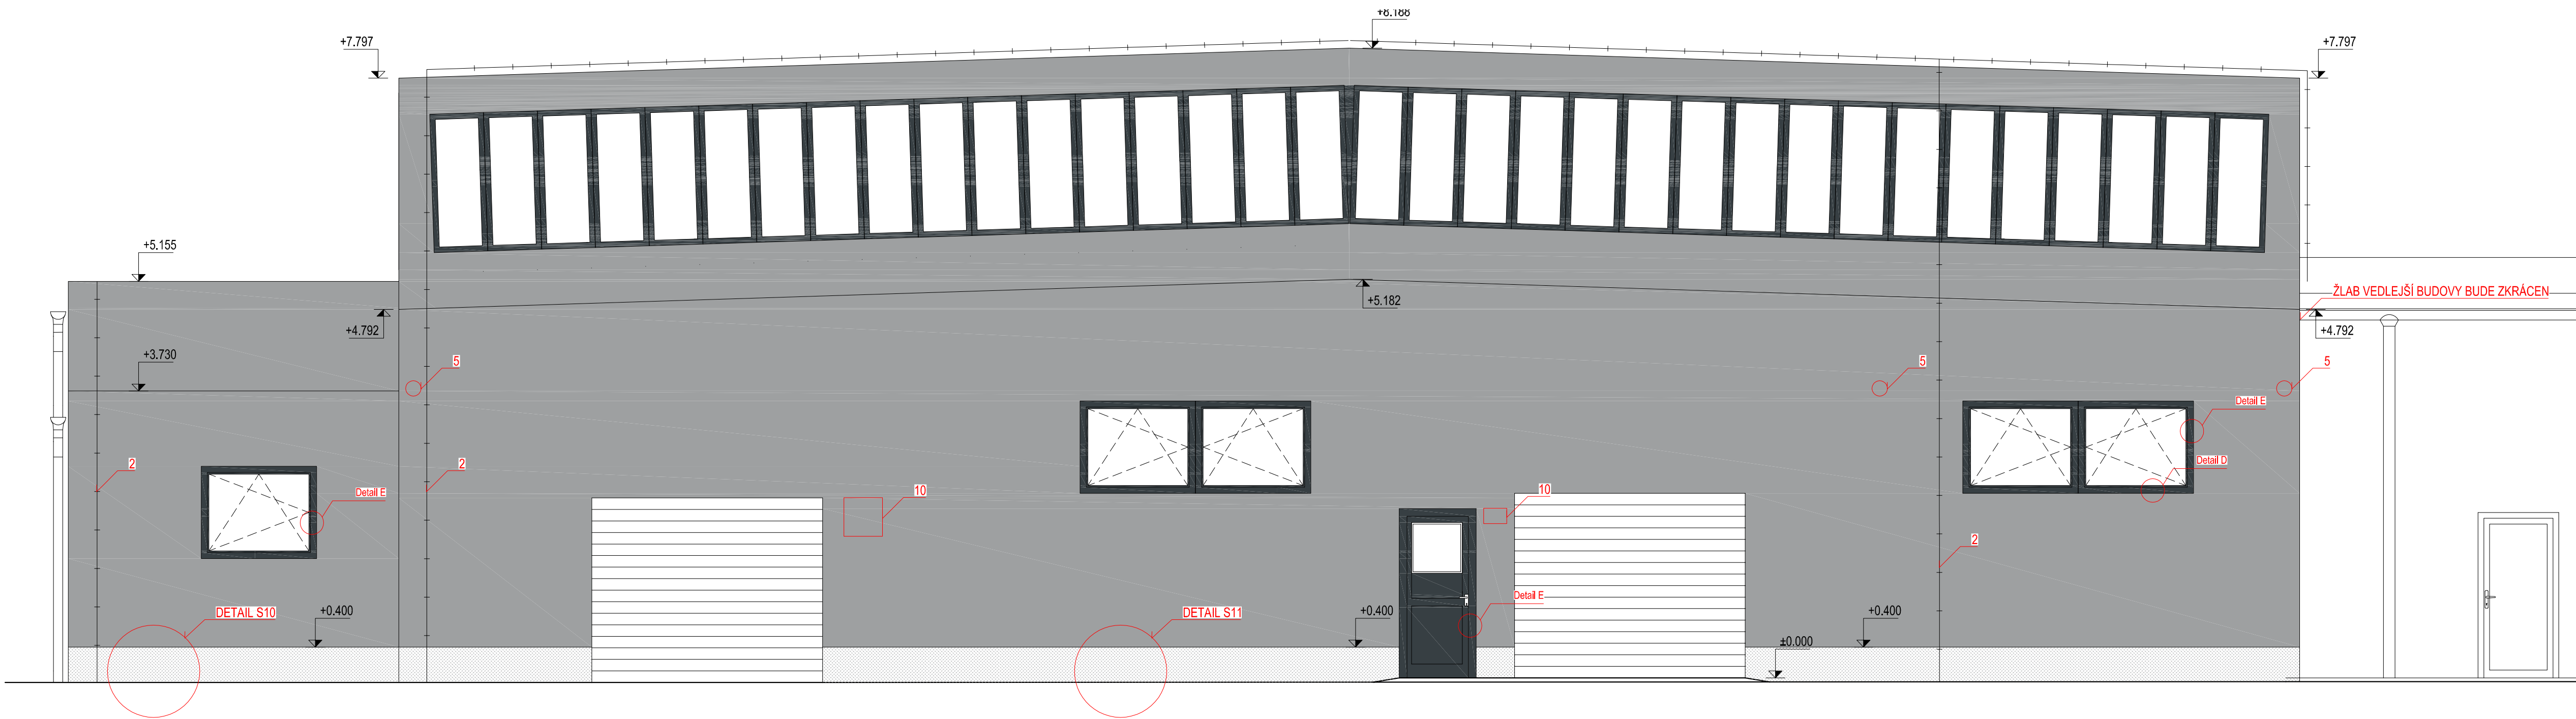 +8.188
+7.797
+7.797
+5.155
ŽLAB VEDLEJŠÍ BUDOVY BUDE ZKRÁCEN
+5.182
+4.792
+4.792
+3.730
5
5
5
Detail E
Detail D
2
2
Detail E
10
10
2
Detail E
DETAIL S10
+0.400
DETAIL S11
+0.400
+0.400
±0.000